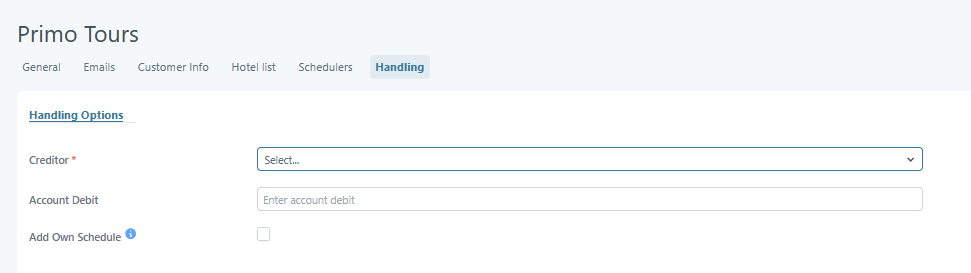 Primo Tours
General Emails Customer Info Hotel list Schedulers Handling
Handling Options
Creditor * Select...
Account Debit Enter account debit
Add Own Schedule